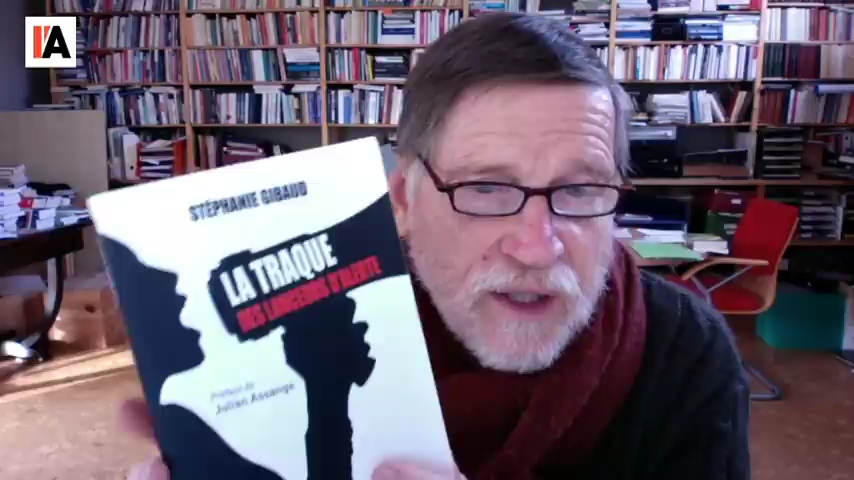 I'A
STÉPHANIE GIBAUD
LA TRAQUE
DES LANCEURS D'ALERTE
Préface de
Julian Assange